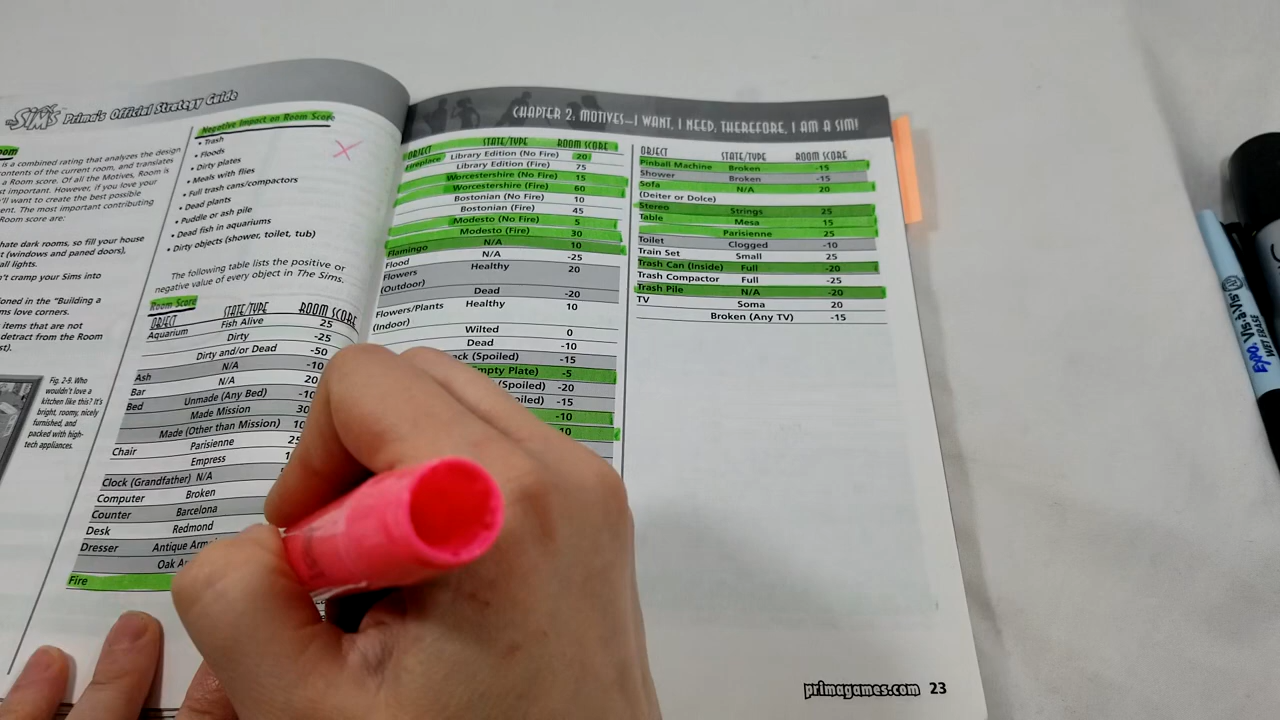 The SIMS Prima's Official Strategy Guide
is a combined rating that analyzes the design
contents of the current room, and translates
a Room score. Of all the Motives, Room is
st important. However, if you love your
'll want to create the best possible
ment. The most important contributing
Room score are:
hate dark rooms, so fill your house
t (windows and paned doors),
all lights.
n't cramp your Sims into
ioned in the "Building a
ms love corners.
items that are not
detract from the Room
st).
Fig. 2-9. Who
wouldn't love a
kitchen like this? It's
bright, roomy, nicely
furnished, and
packed with high-
tech appliances.
Negative Impact on Room Score
• Trash
• Floods
• Dirty plates
• Meals with flies
• Full trash cans/compactors
• Dead plants
• Puddle or ash pile
• Dead fish in aquariums
• Dirty objects (shower, toilet, tub)
The following table lists the positive or
negative value of every object in The Sims.
Room Score
OBJECT STATE/TYPE ROOM SCORE
Aquarium Fish Alive 25
Dirty -25
Dirty and/or Dead -50
Ash N/A -10
Bar N/A 20
Bed Unmade (Any Bed) -10
Made Mission 30
Made (Other than Mission) 10
Chair Parisienne 25
Empress
Clock (Grandfather) N/A
Computer Broken
Counter Barcelona
Desk Redmond
Dresser Antique
Oak
Fire
CHAPTER 2: MOTIVES—I WANT, I NEED, THEREFORE, I AM A SIM!
OBJECT STATE/TYPE ROOM SCORE
Fireplace Library Edition (No Fire) 20
Library Edition (Fire) 75
Worcestershire (No Fire) 15
Worcestershire (Fire) 60
Bostonian (No Fire) 10
Bostonian (Fire) 45
Modesto (No Fire) 5
Modesto (Fire) 30
Flamingo N/A 10
Flood N/A -25
Flowers Healthy 20
(Outdoor)
Dead -20
Flowers/Plants Healthy 10
(Indoor)
Wilted 0
Dead -10
ck (Spoiled) -15
mpty Plate) -5
(Spoiled) -20
oiled) -15
-10
-10
OBJECT STATE/TYPE ROOM SCORE
Pinball Machine Broken -15
Shower Broken -15
Sofa N/A 20
(Deiter or Dolce)
Stereo Strings 25
Table Mesa 15
Parisienne 25
Toilet Clogged -10
Train Set Small 25
Trash Can (Inside) Full -20
Trash Compactor Full -25
Trash Pile N/A -20
TV Soma 20
Broken (Any TV) -15
primagames.com 23
Expo Vis-à-Vis
WET ERASE